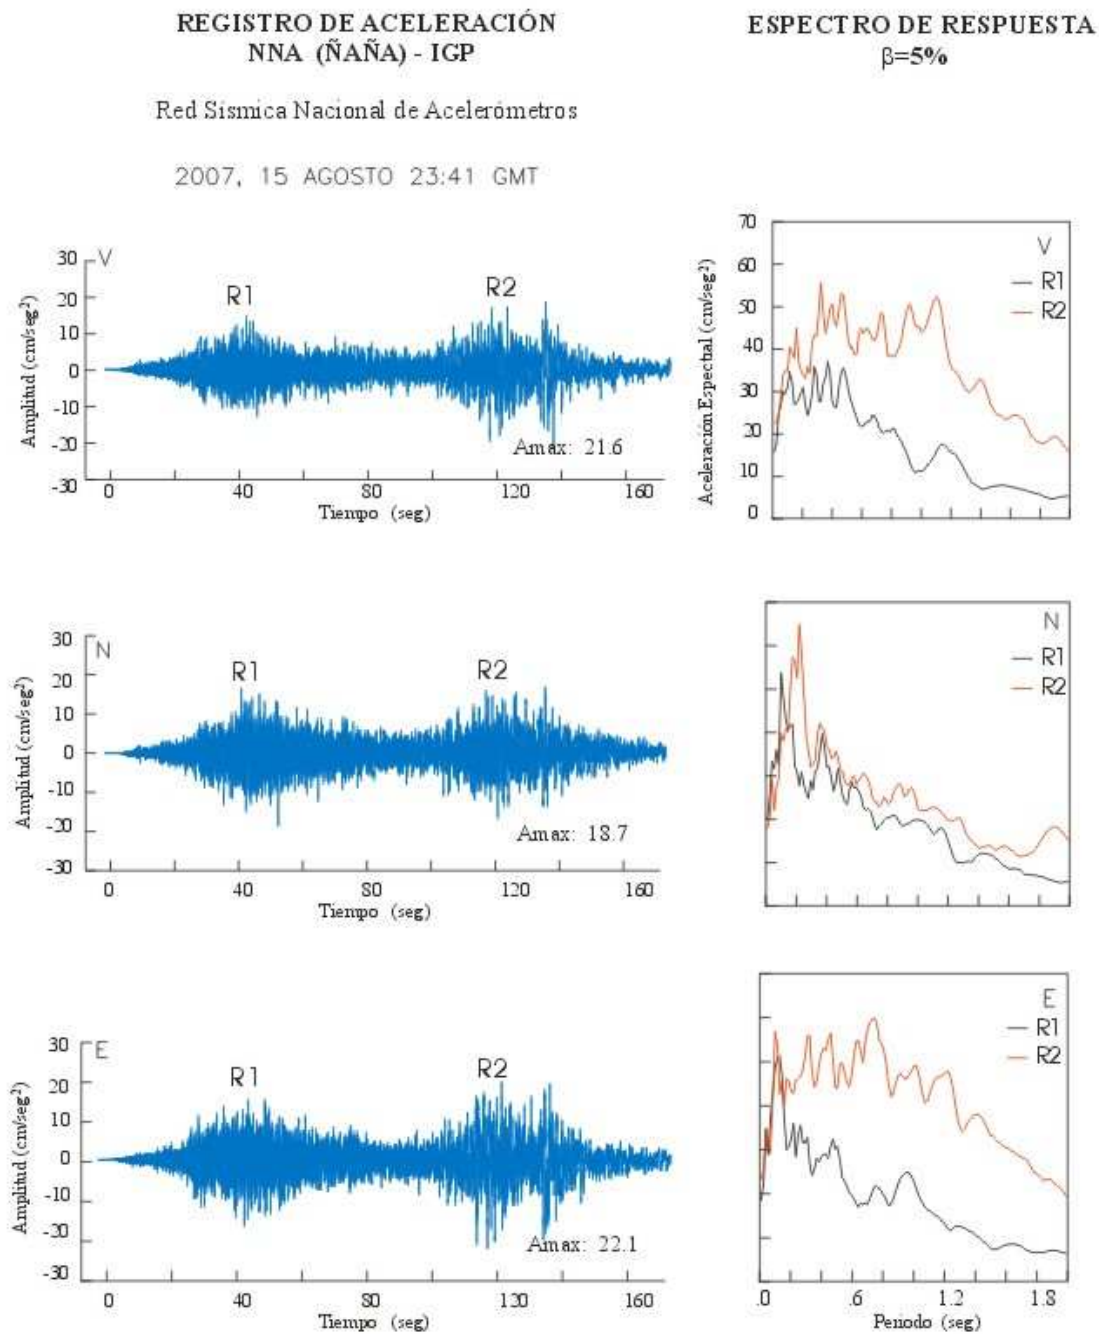 REGISTRO DE ACELERACIÓN
NNA (ÑAÑA) - IGP
ESPECTRO DE RESPUESTA
β=5%
Red Sísmica Nacional de Acelerómetros
2007, 15 AGOSTO 23:41 GMT
V
R1
R2
30
20
10
0
-10
-20
-30
Amplitud (cm/seg²)
Amax: 21.6
0 40 80 120 160
Tiempo (seg)
V
R1
R2
70
60
50
40
30
20
10
0
Aceleración Espectral (cm/seg²)
N
R1
R2
30
20
10
0
-10
-20
-30
Amplitud (cm/seg²)
Amax: 18.7
0 40 80 120 160
Tiempo (seg)
N
R1
R2
E
R1
R2
30
20
10
0
-10
-30
-30
Amplitud (cm/seg²)
Amax: 22.1
0 40 80 120 160
Tiempo (seg)
E
R1
R2
.0 .6 1.2 1.8
Periodo (seg)